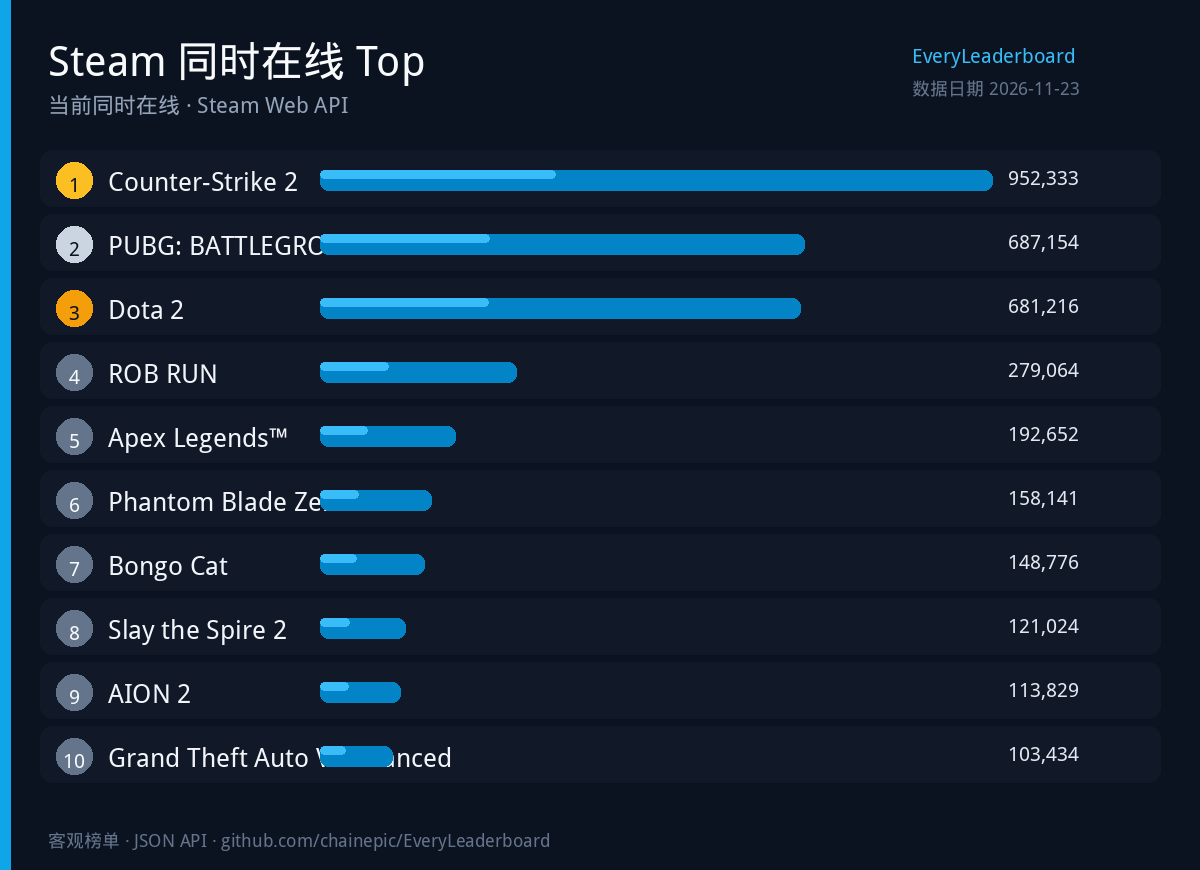 Steam 同时在线 Top
当前同时在线 · Steam Web API
EveryLeaderboard
数据日期 2026-11-23
1 Counter-Strike 2 952,333
2 PUBG: BATTLEGRO 687,154
3 Dota 2 681,216
4 ROB RUN 279,064
5 Apex Legends™ 192,652
6 Phantom Blade Ze 158,141
7 Bongo Cat 148,776
8 Slay the Spire 2 121,024
9 AION 2 113,829
10 Grand Theft Auto nced 103,434
客观榜单 · JSON API · github.com/chainepic/EveryLeaderboard